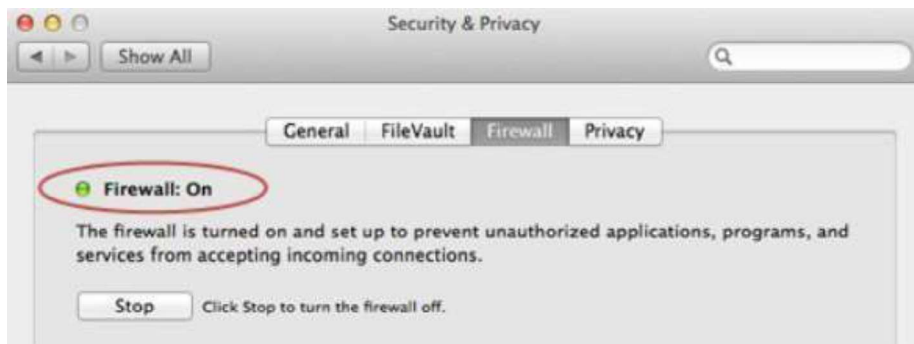 Security & Privacy
Show All
General FileVault Firewall Privacy
Firewall: On
The firewall is turned on and set up to prevent unauthorized applications, programs, and
services from accepting incoming connections.
Stop Click Stop to turn the firewall off.